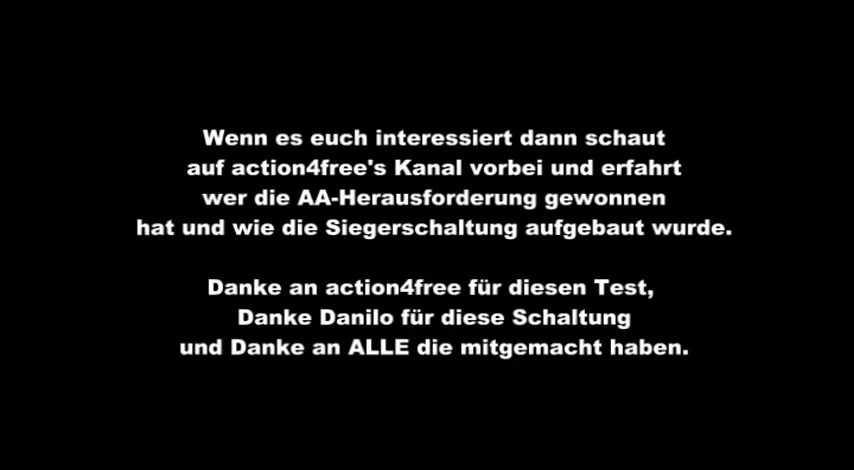 Wenn es euch interessiert dann schaut
auf action4free's Kanal vorbei und erfahrt
wer die AA-Herausforderung gewonnen
hat und wie die Siegerschaltung aufgebaut wurde.
Danke an action4free für diesen Test,
Danke Danilo für diese Schaltung
und Danke an ALLE die mitgemacht haben.